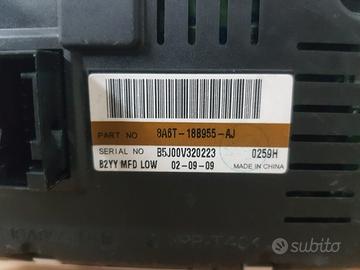 PART NO 8A6T-18B955-AJ
SERIAL NO B5J00V320223 0259H
B2YY MFD LOW 02-09-09 MADE IN CHINA
subito